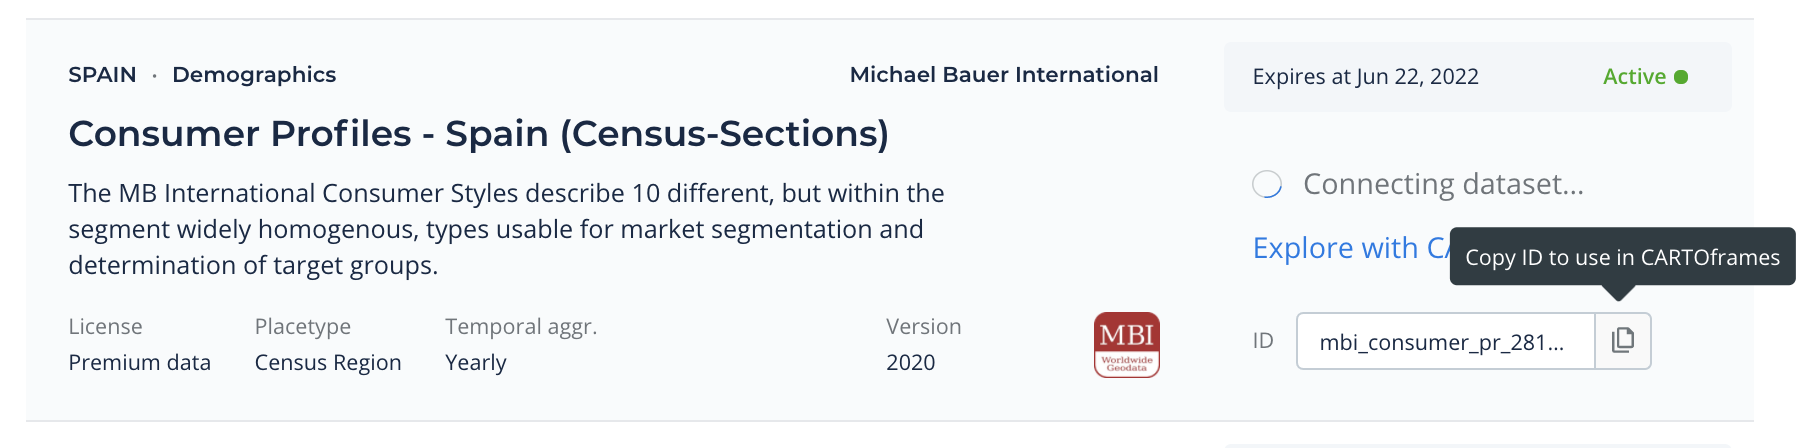 SPAIN · Demographics
Michael Bauer International
Consumer Profiles - Spain (Census-Sections)
The MB International Consumer Styles describe 10 different, but within the
segment widely homogenous, types usable for market segmentation and
determination of target groups.
License
Premium data
Placetype
Census Region
Temporal aggr.
Yearly
Version
2020
MBI
Worldwide
Geodata
Expires at Jun 22, 2022
Active
Connecting dataset...
Explore with
Copy ID to use in CARTOframes
ID
mbi_consumer_pr_281...